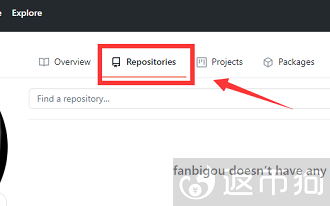 e Explore
Overview Repositories Projects Packages
Find a repository...
fanbigou doesn't have any
返币狗